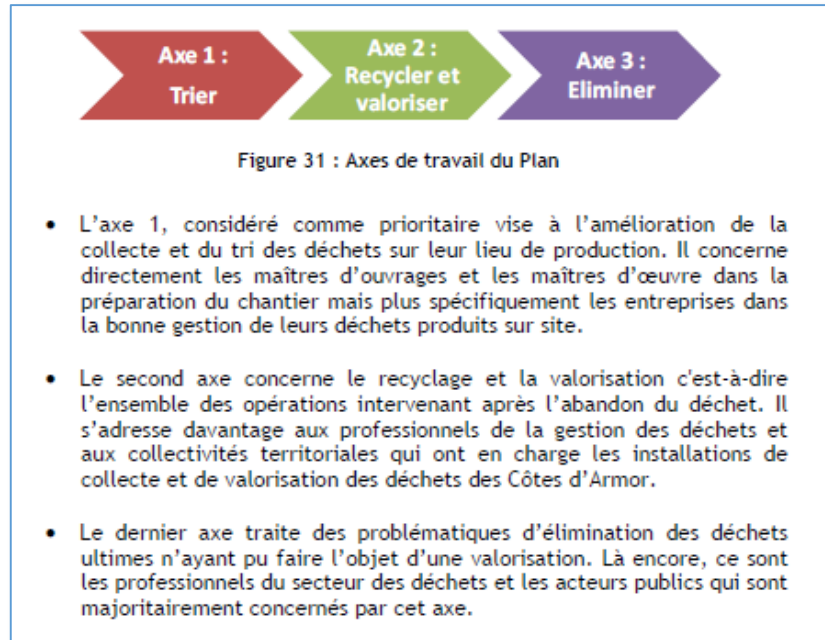 Axe 1 :
Trier
Axe 2 :
Recycler et
valoriser
Axe 3 :
Eliminer
Figure 31 : Axes de travail du Plan
• L’axe 1, considéré comme prioritaire vise à l’amélioration de la
collecte et du tri des déchets sur leur lieu de production. Il concerne
directement les maîtres d’ouvrages et les maîtres d’œuvre dans la
préparation du chantier mais plus spécifiquement les entreprises dans
la bonne gestion de leurs déchets produits sur site.
• Le second axe concerne le recyclage et la valorisation c'est-à-dire
l’ensemble des opérations intervenant après l’abandon du déchet. Il
s’adresse davantage aux professionnels de la gestion des déchets et
aux collectivités territoriales qui ont en charge les installations de
collecte et de valorisation des déchets des Côtes d’Armor.
• Le dernier axe traite des problématiques d’élimination des déchets
ultimes n’ayant pu faire l’objet d’une valorisation. Là encore, ce sont
les professionnels du secteur des déchets et les acteurs publics qui sont
majoritairement concernés par cet axe.